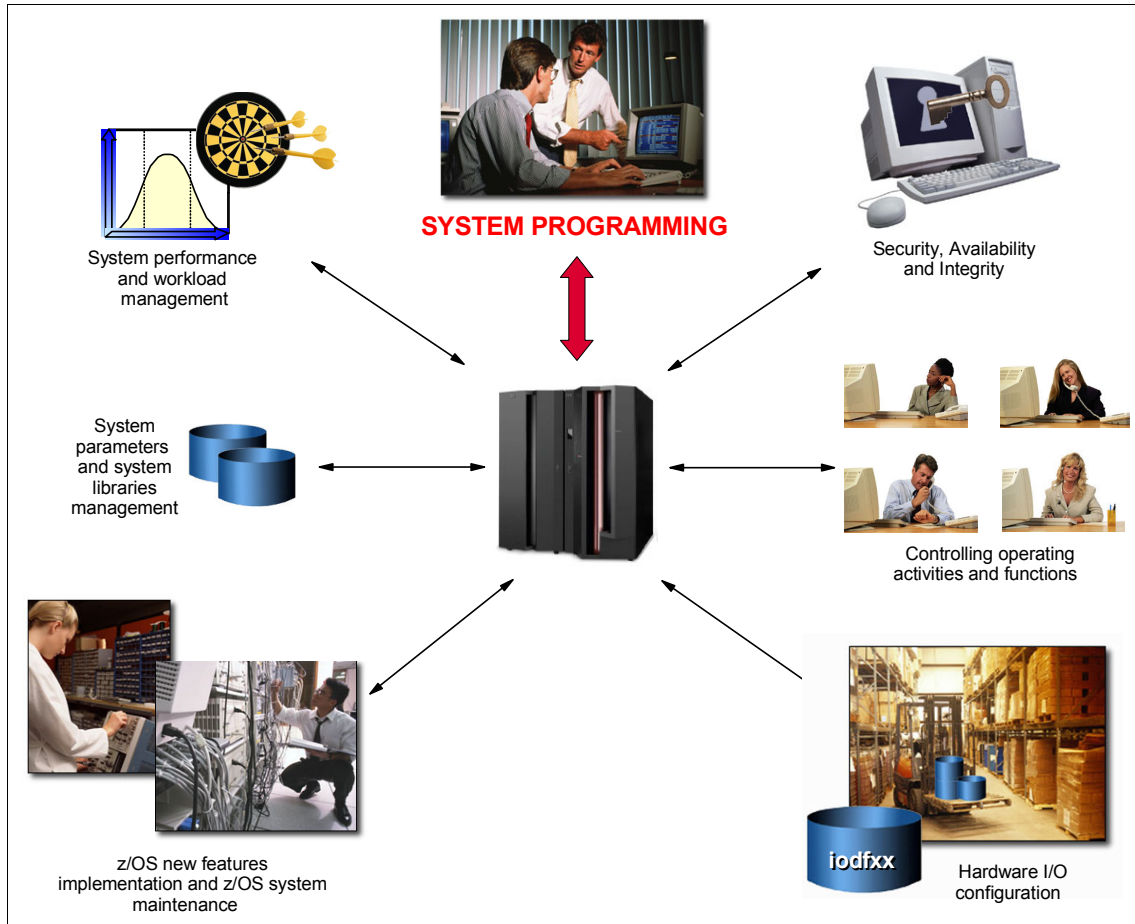 SYSTEM PROGRAMMING
System performance
and workload
management
Security, Availability
and Integrity
System
parameters
and system
libraries
management
Controlling operating
activities and functions
z/OS new features
implementation and z/OS system
maintenance
iodfxx
Hardware I/O
configuration